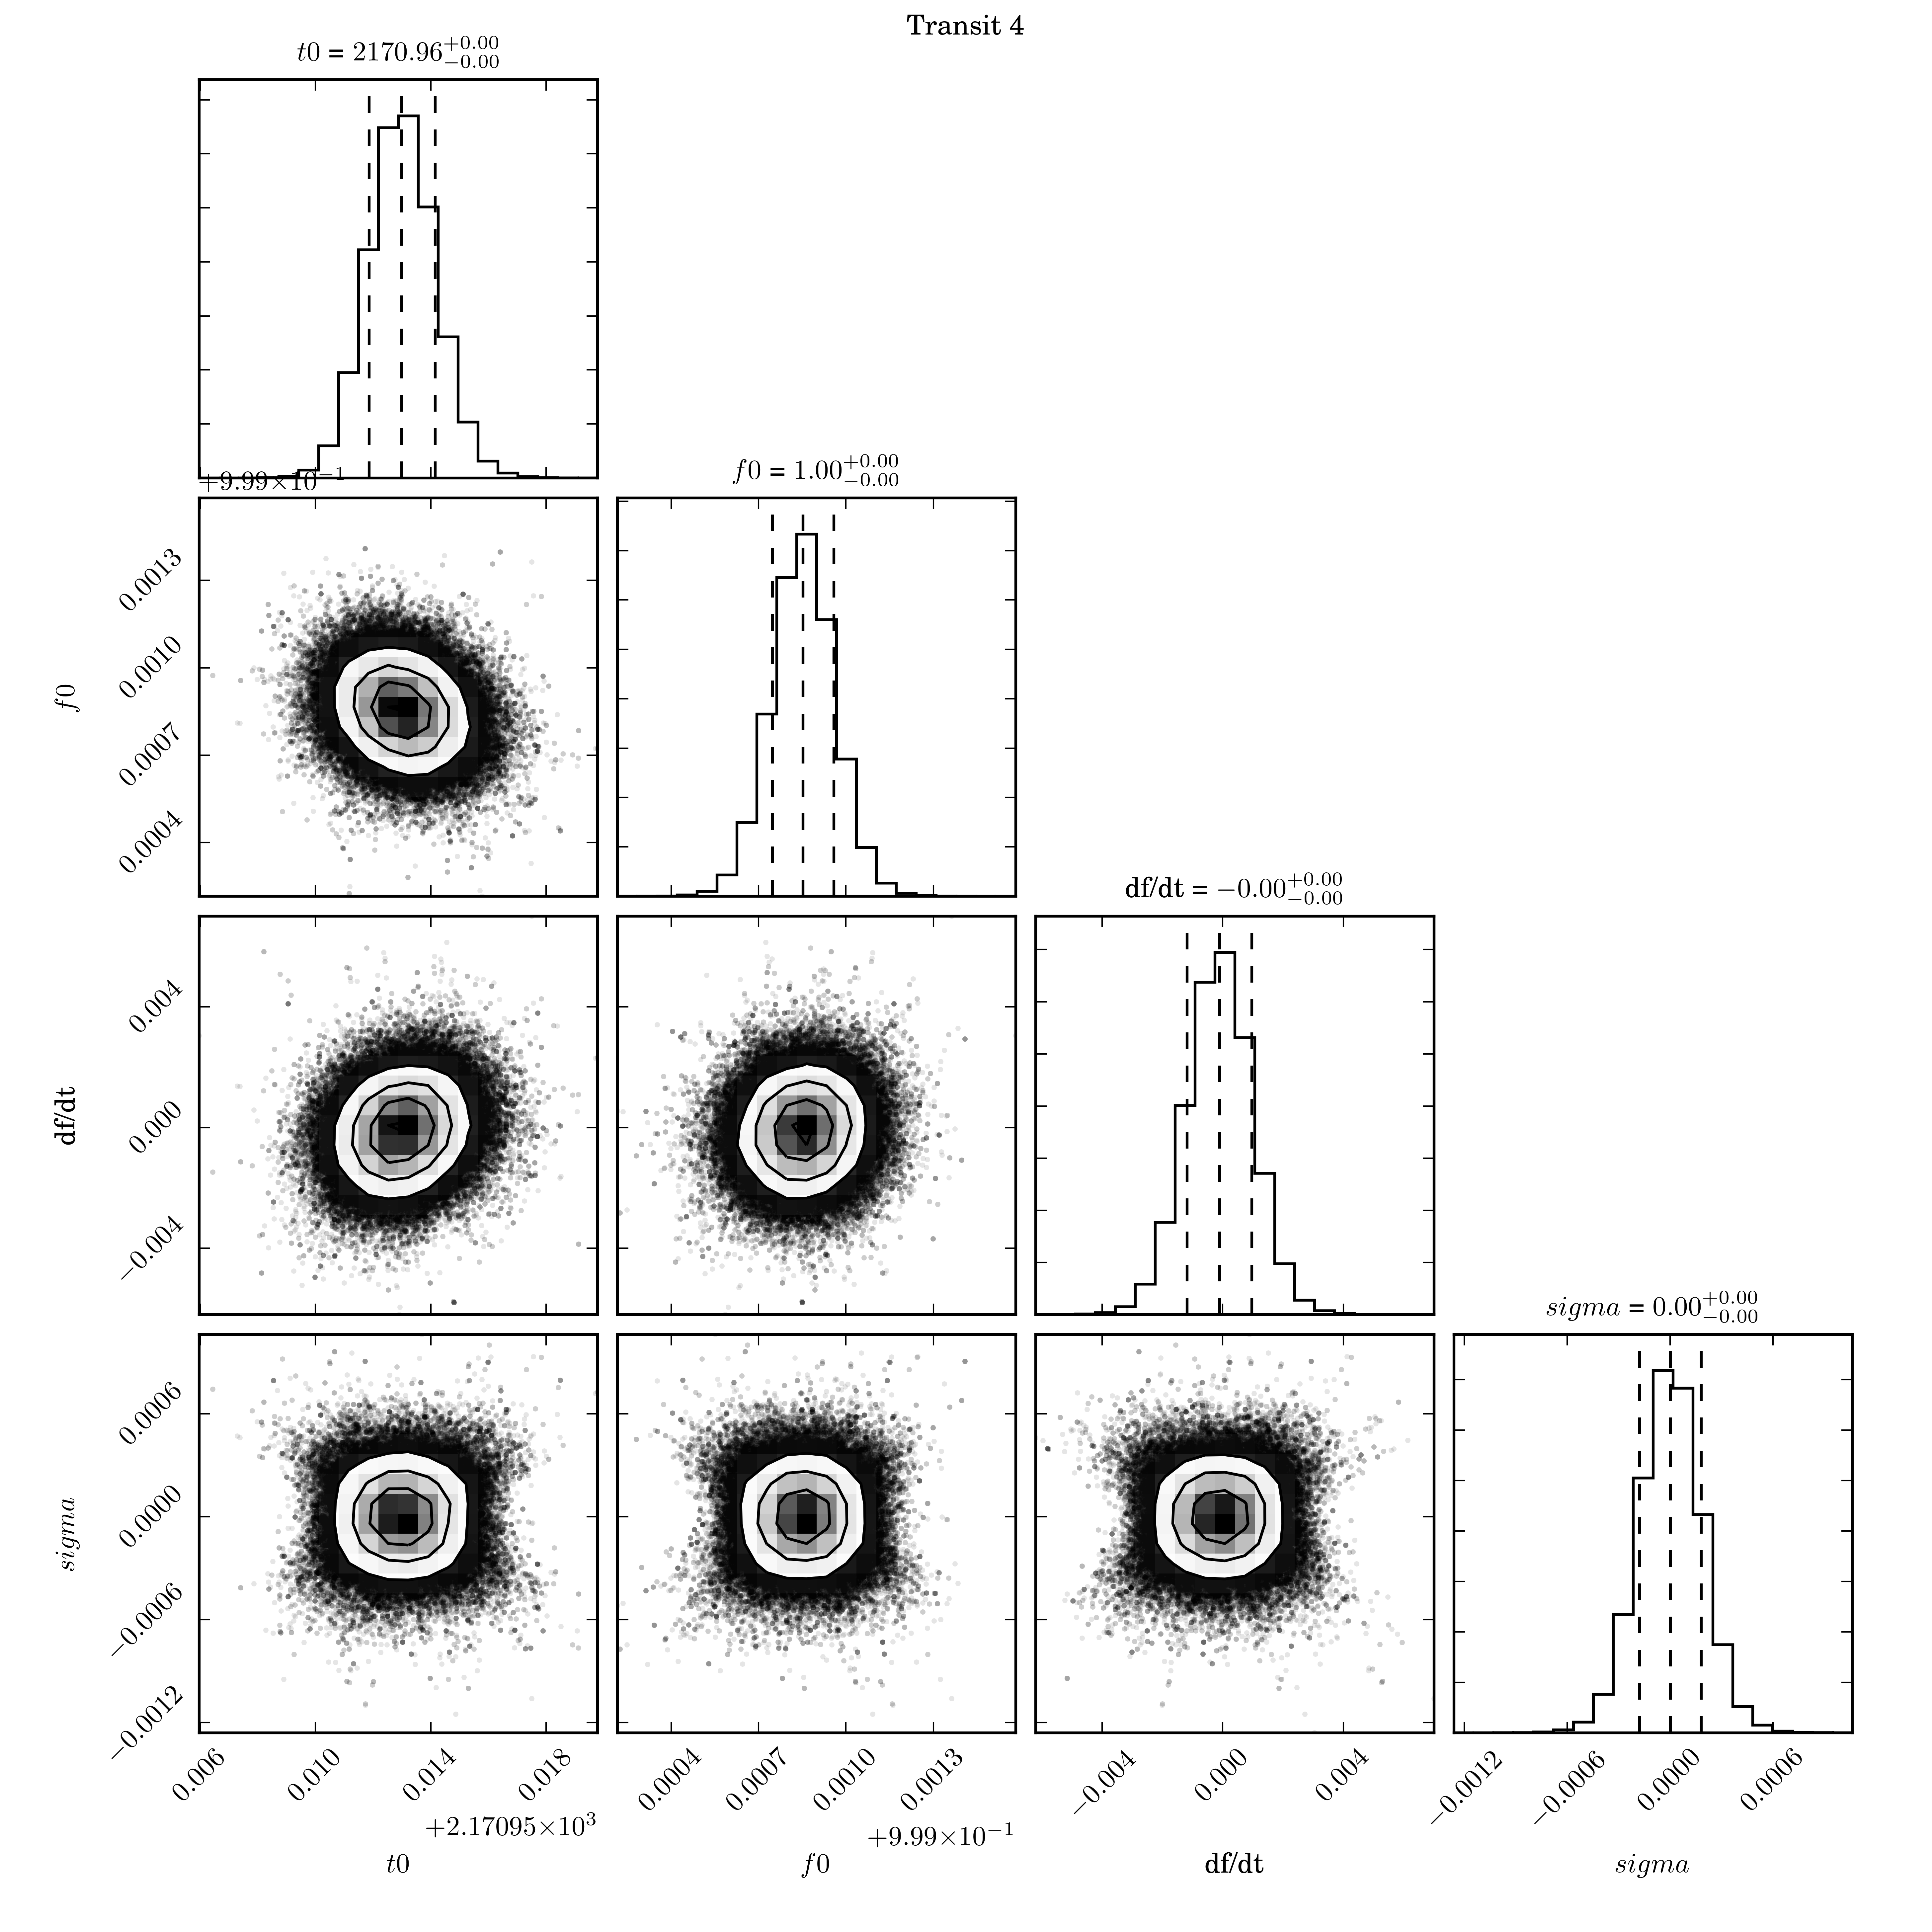 Transit 4
t0 = 2170.96+0.00−0.00
+9.99×10−1
f0 = 1.00+0.00−0.00
0.0013
0.0010
0.0007
0.0004
f0
df/dt = −0.00+0.00−0.00
0.004
0.000
−0.004
df/dt
sigma = 0.00+0.00−0.00
0.0006
0.0000
−0.0006
−0.0012
sigma
0.006 0.010 0.014 0.018 0.0004 0.0007 0.0010 0.0013 −0.004 0.000 0.004 −0.0012 −0.0006 0.0000 0.0006
+2.17095×103 +9.99×10−1
t0 f0 df/dt sigma